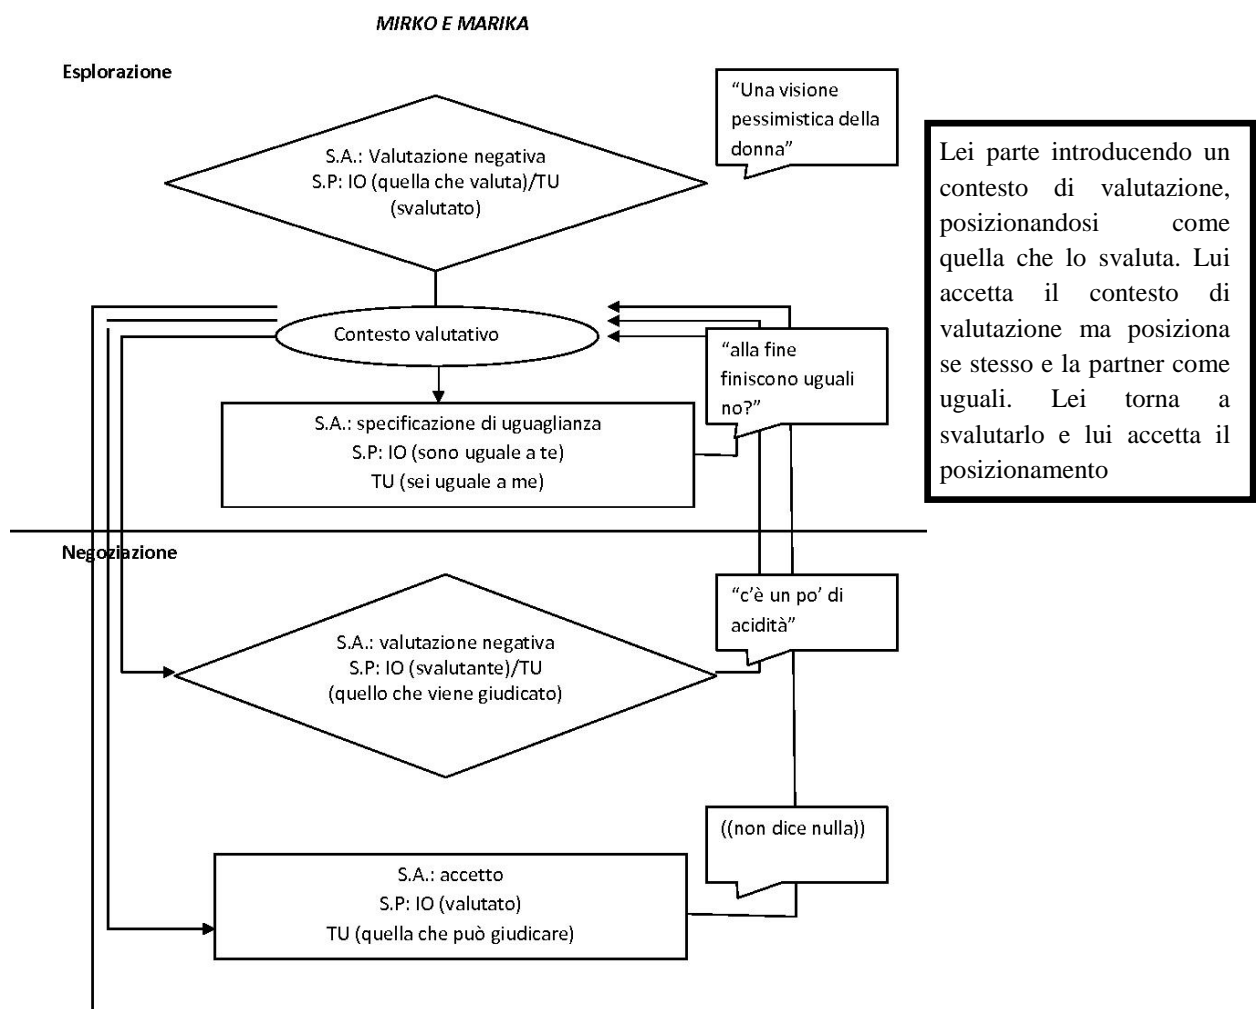 MIRKO E MARIKA
Esplorazione
S.A.: Valutazione negativa
S.P: IO (quella che valuta)/TU
(svalutato)
“Una visione
pessimistica della
donna”
Contesto valutativo
S.A.: specificazione di uguaglianza
S.P: IO (sono uguale a te)
TU (sei uguale a me)
“alla fine
finiscono uguali
no?”
Lei parte introducendo un
contesto di valutazione,
posizionandosi come
quella che lo svaluta. Lui
accetta il contesto di
valutazione ma posiziona
se stesso e la partner come
uguali. Lei torna a
svalutarlo e lui accetta il
posizionamento
Negoziazione
S.A.: valutazione negativa
S.P: IO (svalutante)/TU
(quello che viene giudicato)
“c’è un po’ di
acidità”
((non dice nulla))
S.A.: accetto
S.P: IO (valutato)
TU (quella che può giudicare)